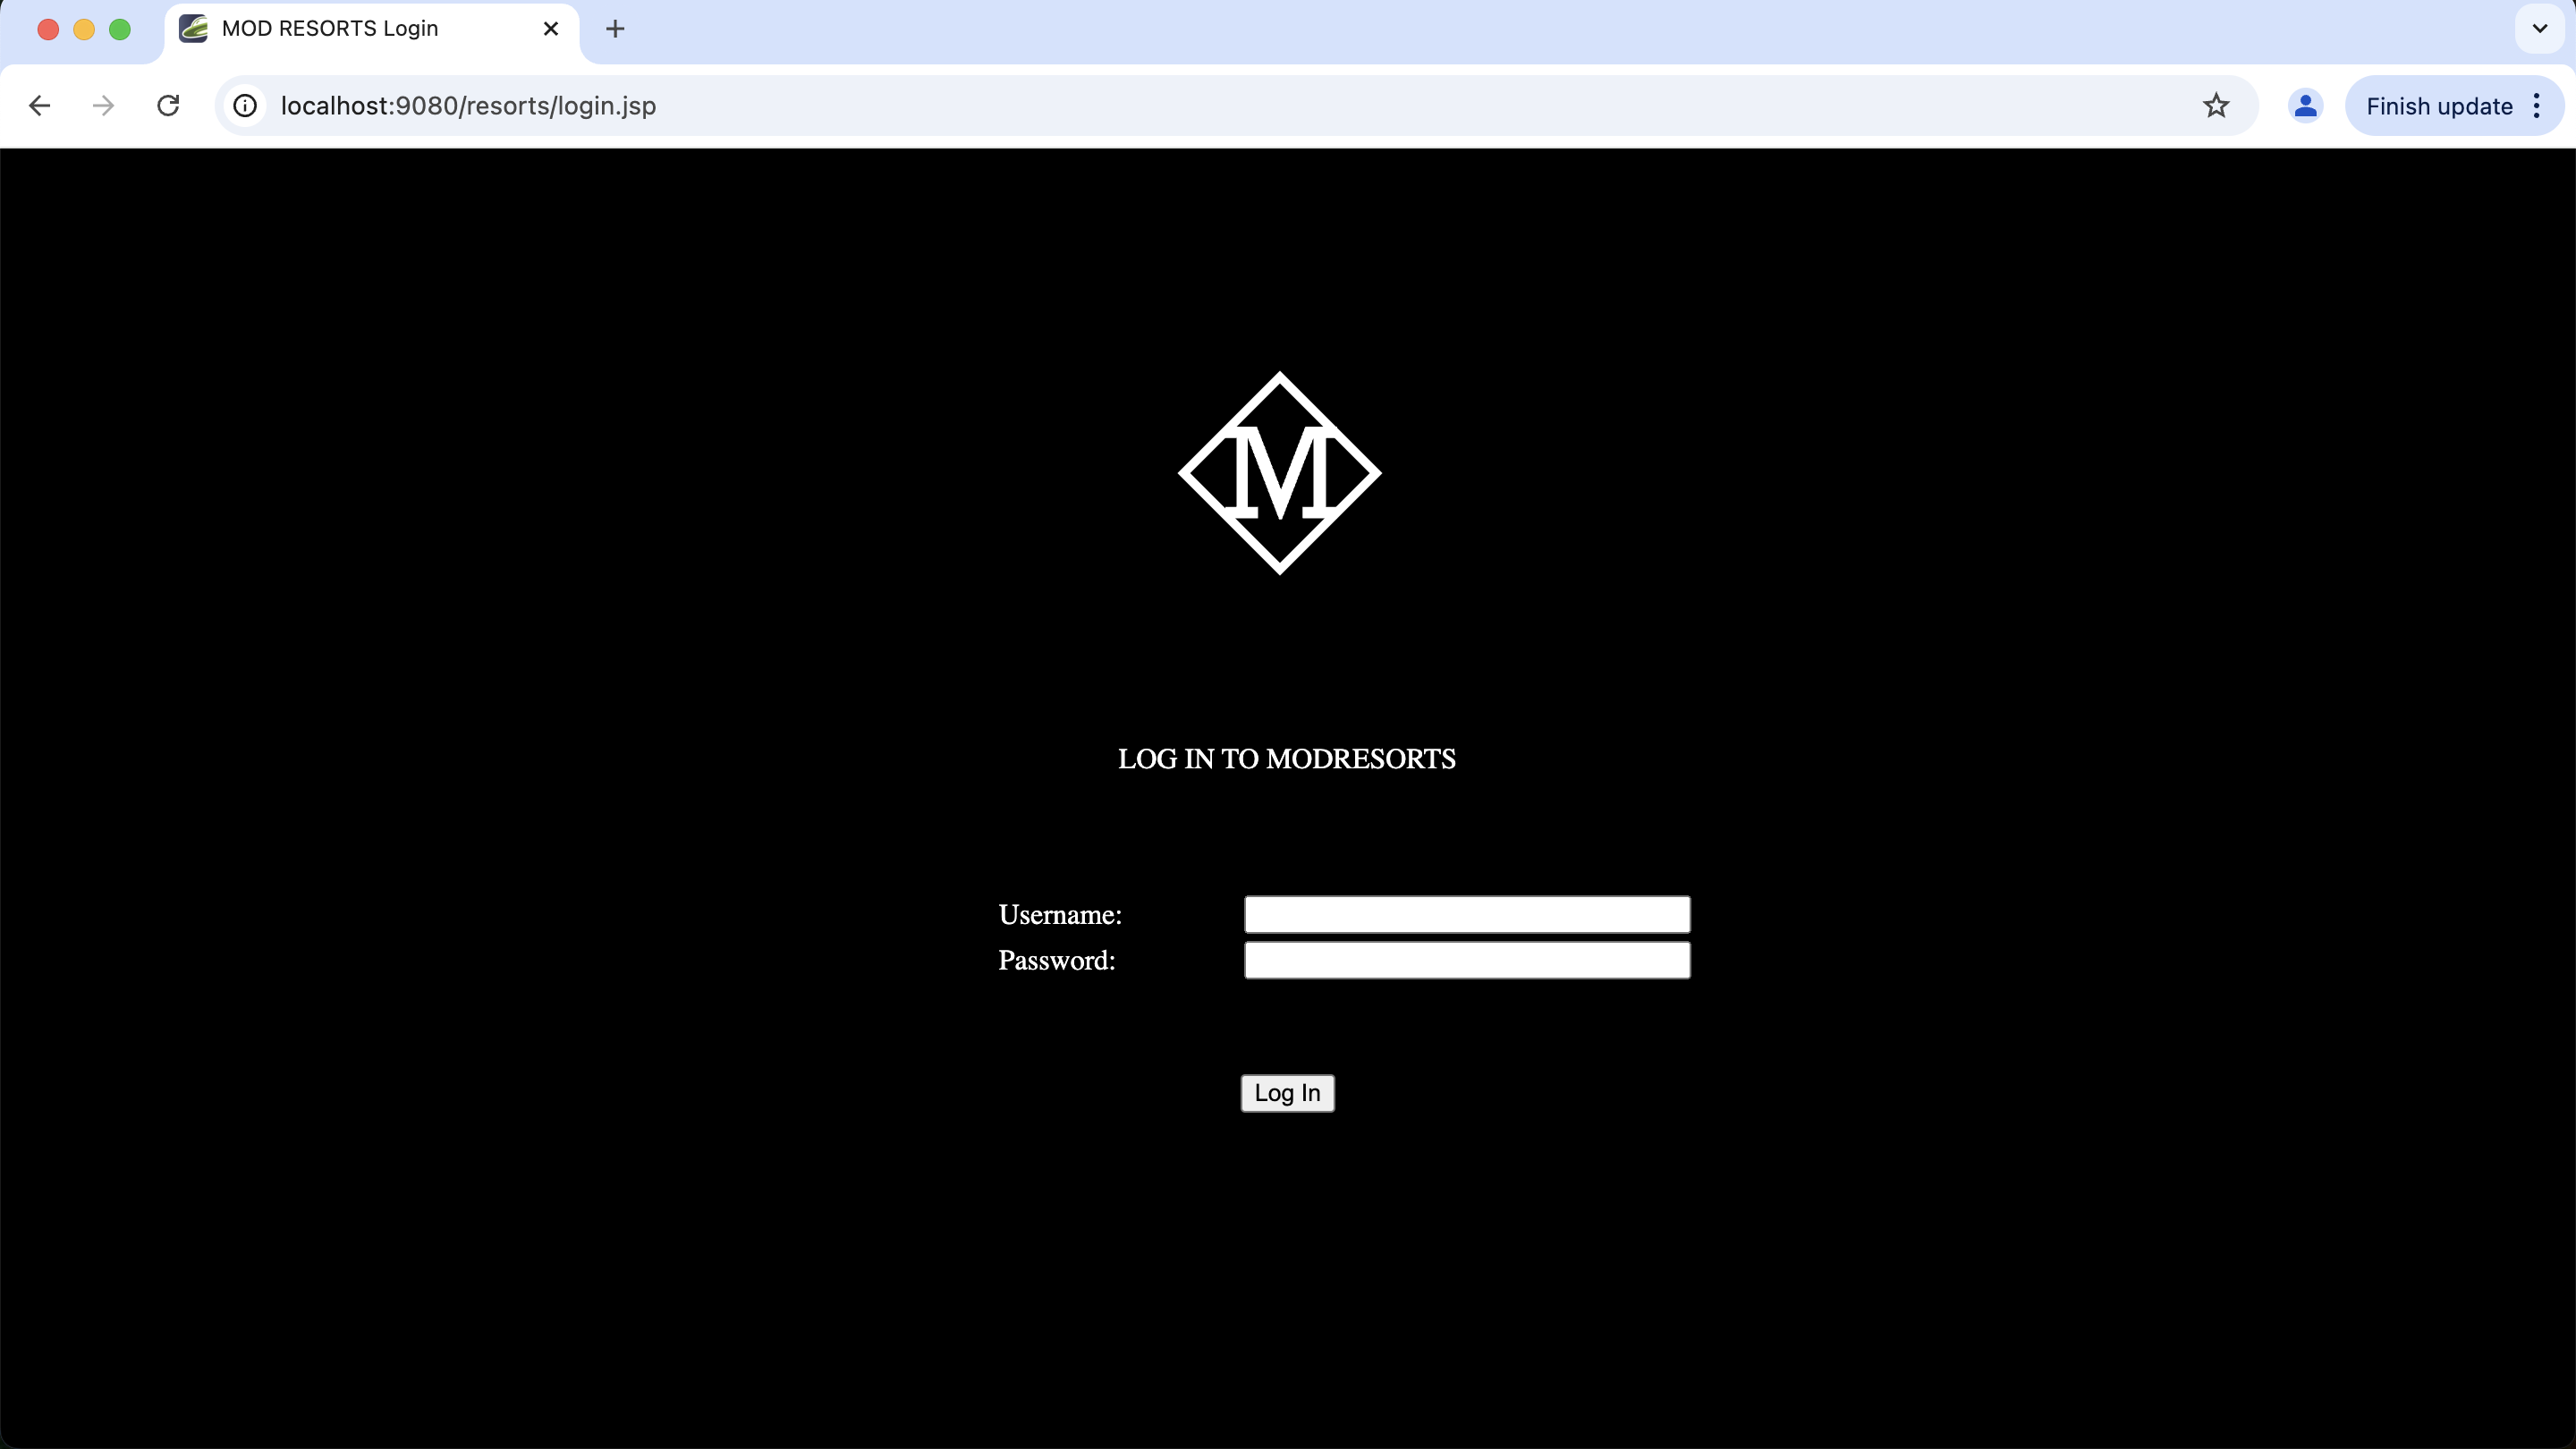 MOD RESORTS Login
localhost:9080/resorts/login.jsp
Finish update
M
LOG IN TO MODRESORTS
Username:
Password:
Log In